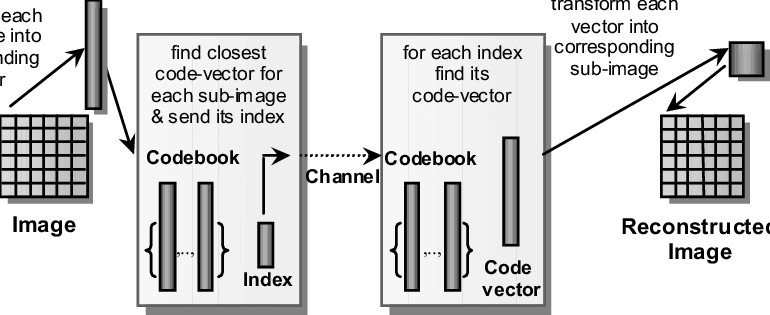 each
into
find closest
code-vector for
each sub-image
& send its index
Codebook
,..,
Index
Image
Channel
for each index
find its
code-vector
Codebook
,..,
Code
vector
transform each
vector into
corresponding
sub-image
Reconstructed
Image